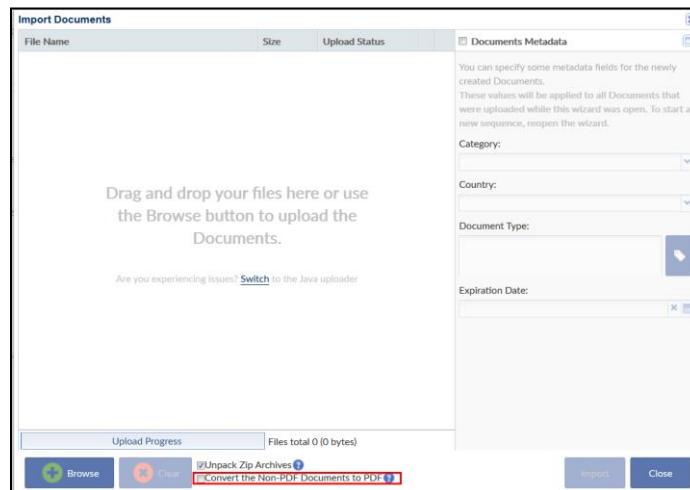 Import Documents
File Name Size Upload Status
Documents Metadata
You can specify some metadata fields for the newly
created Documents.
These values will be applied to all Documents that
were uploaded while this wizard was open. To start a
new sequence, reopen the wizard.
Category:
Country:
Document Type:
Expiration Date:
Drag and drop your files here or use
the Browse button to upload the
Documents.
Are you experiencing issues? Switch to the Java uploader
Upload Progress Files total 0 (0 bytes)
Browse
Clear
Unpack Zip Archives ?
Convert the Non-PDF Documents to PDF ?
Import
Close